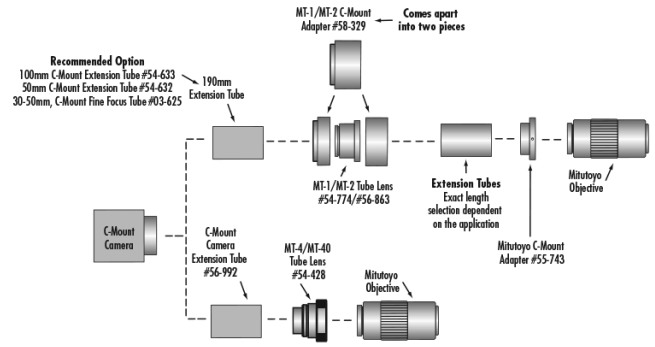 MT-1/MT-2 C-Mount
Adapter #58-329
Comes apart
into two pieces
Recommended Option
100mm C-Mount Extension Tube #54-633
50mm C-Mount Extension Tube #54-632
30-50mm, C-Mount Fine Focus Tube #03-625
190mm
Extension Tube
MT-1/MT-2 Tube Lens
#54-774/#56-863
Extension Tubes
Exact length
selection dependent
on the application
Mitutoyo
Objective
Mitutoyo C-Mount
Adapter #55-743
C-Mount
Camera
C-Mount
Camera
Extension Tube
#56-992
MT-4/MT-40
Tube Lens
#54-428
Mitutoyo
Objective